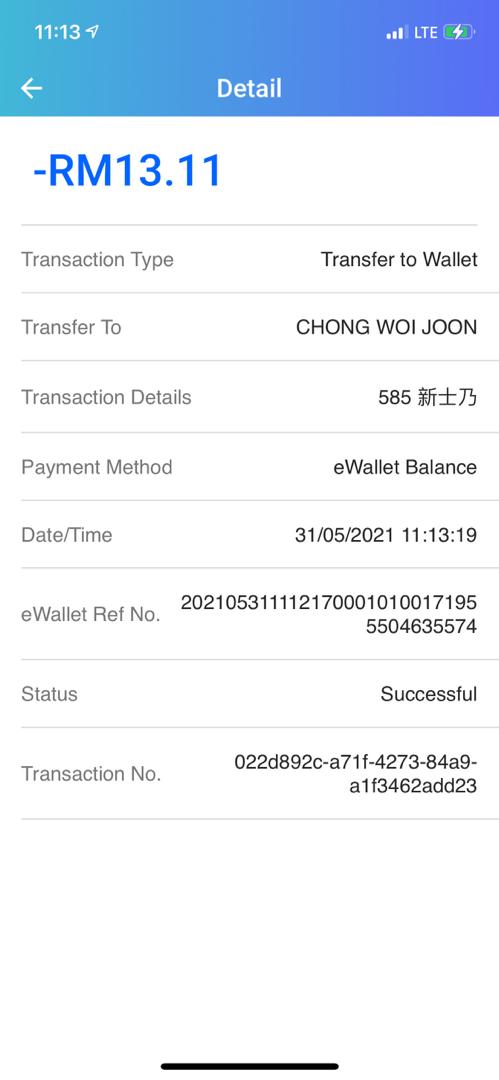 11:13
LTE
Detail
-RM13.11
Transaction Type
Transfer to Wallet
Transfer To
CHONG WOI JOON
Transaction Details
585 新士乃
Payment Method
eWallet Balance
Date/Time
31/05/2021 11:13:19
eWallet Ref No.
202105311112170001010017195
5504635574
Status
Successful
Transaction No.
022d892c-a71f-4273-84a9-
a1f3462add23